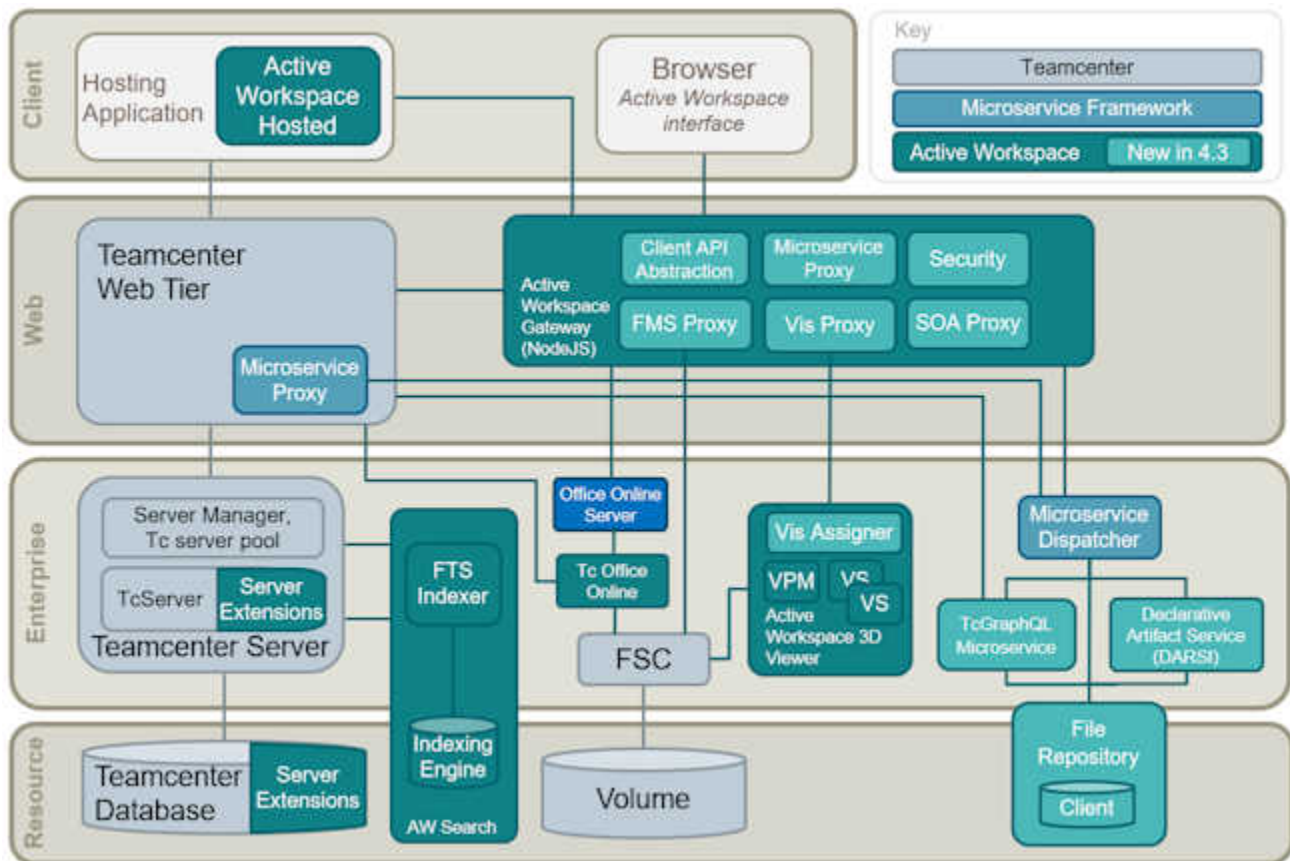 Client
Hosting
Application
Active
Workspace
Hosted
Browser
Active Workspace
interface
Key
Teamcenter
Microservice Framework
Active Workspace
New in 4.3
Web
Teamcenter
Web Tier
Microservice
Proxy
Active
Workspace
Gateway
(NodeJS)
Client API
Abstraction
Microservice
Proxy
Security
FMS Proxy
Vis Proxy
SOA Proxy
Enterprise
Server Manager,
Tc server pool
TcServer
Server
Extensions
Teamcenter Server
FTS
Indexer
Office Online
Server
Tc Office
Online
FSC
Vis Assigner
VPM
VS
VS
Active
Workspace 3D
Viewer
Microservice
Dispatcher
TcGraphQL
Microservice
Declarative
Artifact Service
(DARSI)
Resource
Teamcenter
Database
Server
Extensions
Indexing
Engine
AW Search
Volume
File
Repository
Client